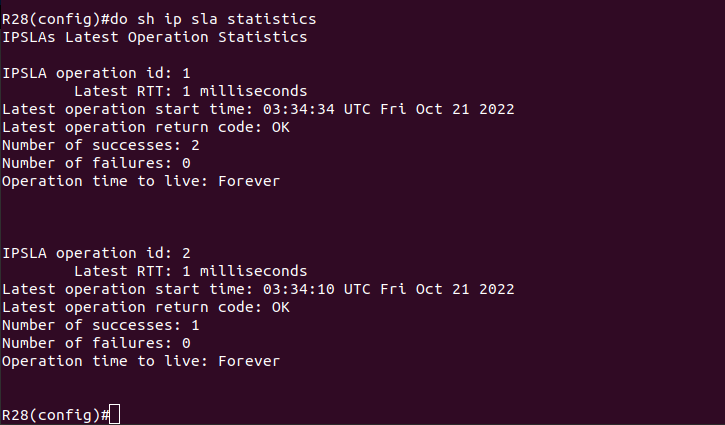 R28(config)#do sh ip sla statistics
IPSLAs Latest Operation Statistics
IPSLA operation id: 1
Latest RTT: 1 milliseconds
Latest operation start time: 03:34:34 UTC Fri Oct 21 2022
Latest operation return code: OK
Number of successes: 2
Number of failures: 0
Operation time to live: Forever
IPSLA operation id: 2
Latest RTT: 1 milliseconds
Latest operation start time: 03:34:10 UTC Fri Oct 21 2022
Latest operation return code: OK
Number of successes: 1
Number of failures: 0
Operation time to live: Forever
R28(config)#